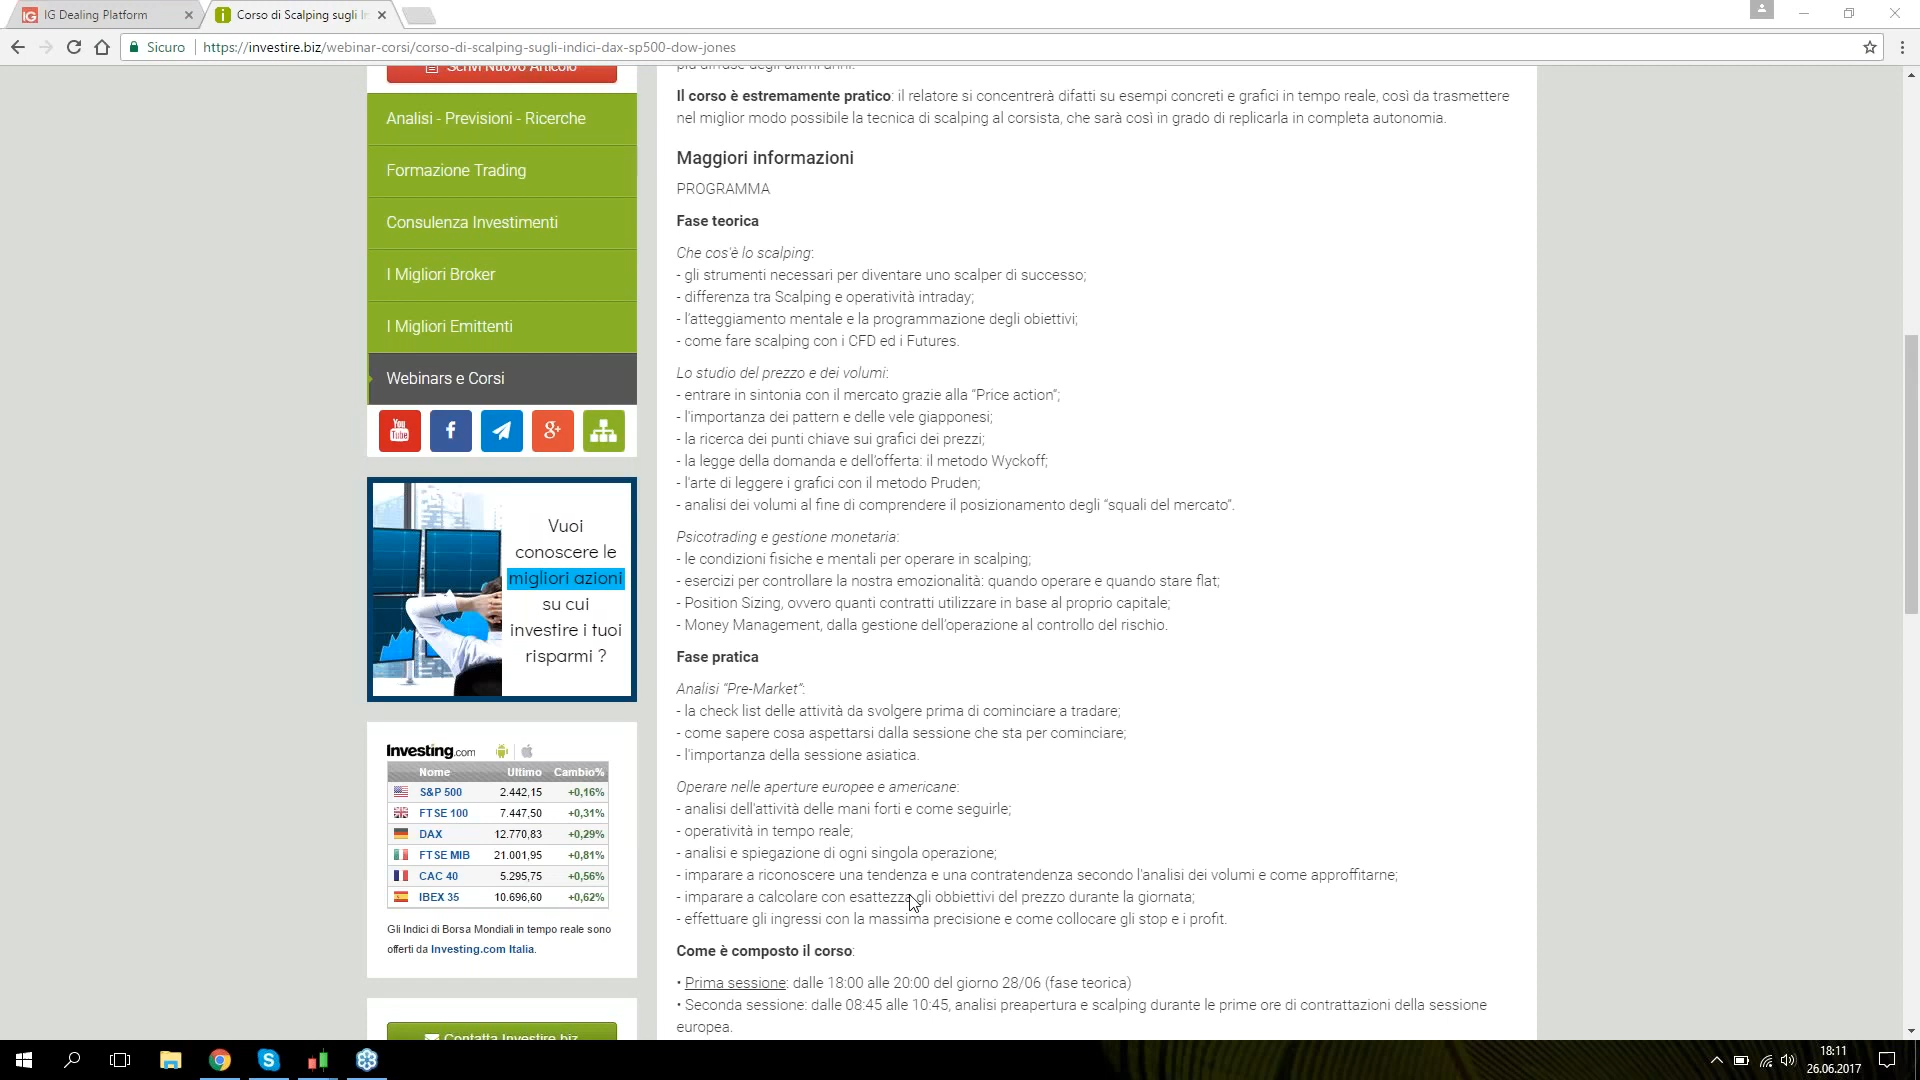 IG Dealing Platform
Corso di Scalping sugli In
Sicuro
https://investire.biz/webinar-corsi/corso-di-scalping-sugli-indici-dax-sp500-dow-jones
Scrivi Nuovo Articolo
Analisi - Previsioni - Ricerche
Formazione Trading
Consulenza Investimenti
I Migliori Broker
I Migliori Emittenti
Webinars e Corsi
You
Tube
f
g+
Vuoi
conoscere le
migliori azioni
su cui
investire i tuoi
risparmi ?
Investing.com
Nome Ultimo Cambio%
S&P 500 2.442,15 +0,16%
FTSE 100 7.447,50 +0,31%
DAX 12.770,83 +0,29%
FTSE MIB 21.001,95 +0,81%
CAC 40 5.295,75 +0,56%
IBEX 35 10.696,60 +0,62%
Gli Indici di Borsa Mondiali in tempo reale sono
offerti da Investing.com Italia.
Contatta Investire.biz
più diffuse degli ultimi anni.
Il corso è estremamente pratico: il relatore si concentrerà difatti su esempi concreti e grafici in tempo reale, così da trasmettere
nel miglior modo possibile la tecnica di scalping al corsista, che sarà così in grado di replicarla in completa autonomia.
Maggiori informazioni
PROGRAMMA
Fase teorica
Che cos'è lo scalping:
- gli strumenti necessari per diventare uno scalper di successo;
- differenza tra Scalping e operatività intraday;
- l'atteggiamento mentale e la programmazione degli obiettivi;
- come fare scalping con i CFD ed i Futures.
Lo studio del prezzo e dei volumi:
- entrare in sintonia con il mercato grazie alla “Price action”;
- l'importanza dei pattern e delle vele giapponesi;
- la ricerca dei punti chiave sui grafici dei prezzi;
- la legge della domanda e dell'offerta: il metodo Wyckoff;
- l'arte di leggere i grafici con il metodo Pruden;
- analisi dei volumi al fine di comprendere il posizionamento degli “squali del mercato”.
Psicotrading e gestione monetaria:
- le condizioni fisiche e mentali per operare in scalping;
- esercizi per controllare la nostra emozionalità: quando operare e quando stare flat;
- Position Sizing, ovvero quanti contratti utilizzare in base al proprio capitale;
- Money Management, dalla gestione dell'operazione al controllo del rischio.
Fase pratica
Analisi “Pre-Market”:
- la check list delle attività da svolgere prima di cominciare a tradare;
- come sapere cosa aspettarsi dalla sessione che sta per cominciare;
- l'importanza della sessione asiatica.
Operare nelle aperture europee e americane:
- analisi dell'attività delle mani forti e come seguirle;
- operatività in tempo reale;
- analisi e spiegazione di ogni singola operazione;
- imparare a riconoscere una tendenza e una contratendenza secondo l'analisi dei volumi e come approffitarne;
- imparare a calcolare con esattezza gli obbiettivi del prezzo durante la giornata;
- effettuare gli ingressi con la massima precisione e come collocare gli stop e i profit.
Come è composto il corso:
• Prima sessione: dalle 18:00 alle 20:00 del giorno 28/06 (fase teorica)
• Seconda sessione: dalle 08:45 alle 10:45, analisi preapertura e scalping durante le prime ore di contrattazioni della sessione
europea.
18:11
26.06.2017